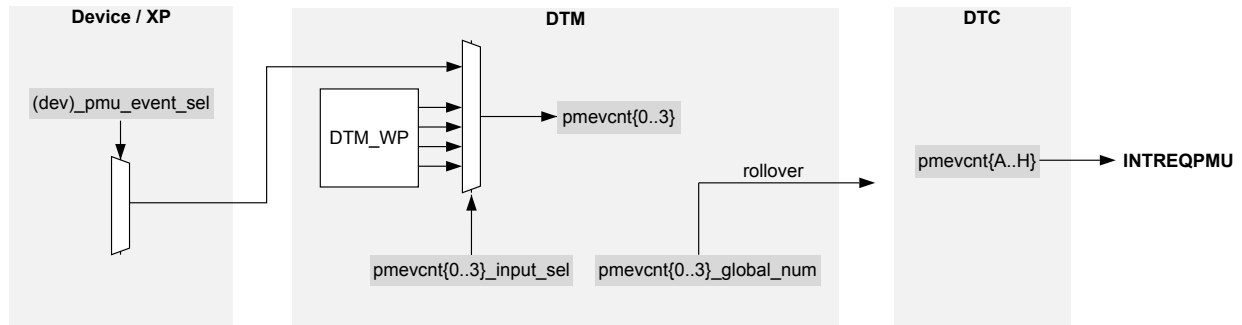 Device / XP
DTM
DTC
(dev)_pmu_event_sel
DTM_WP
pmevcnt{0..3}
rollover
pmevcnt{A..H}
INTREQPMU
pmevcnt{0..3}_input_sel
pmevcnt{0..3}_global_num